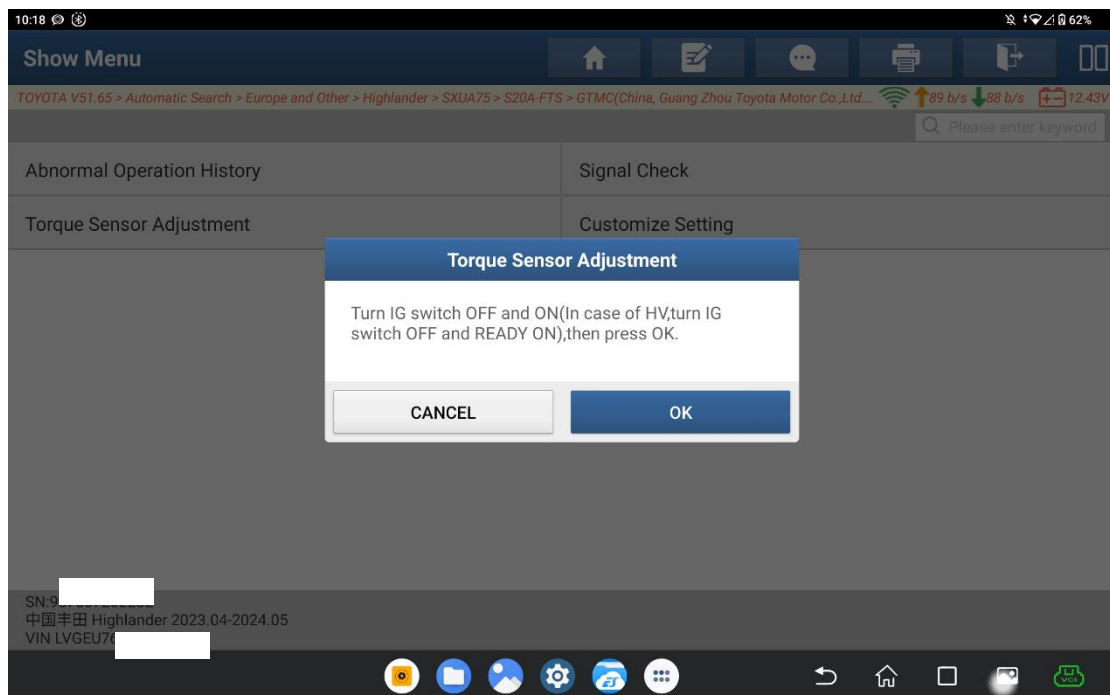 10:18
62%
Show Menu
TOYOTA V51.65 > Automatic Search > Europe and Other > Highlander > SXUA75 > S20A-FTS > GTMC(China, Guang Zhou Toyota Motor Co.,Ltd....
89 b/s
88 b/s
12.43V
Please enter keyword
Abnormal Operation History
Signal Check
Torque Sensor Adjustment
Customize Setting
Torque Sensor Adjustment
Turn IG switch OFF and ON(In case of HV,turn IG
switch OFF and READY ON),then press OK.
CANCEL
OK
SN:9
中国丰田 Highlander 2023.04-2024.05
VIN LVGEU76
VCI